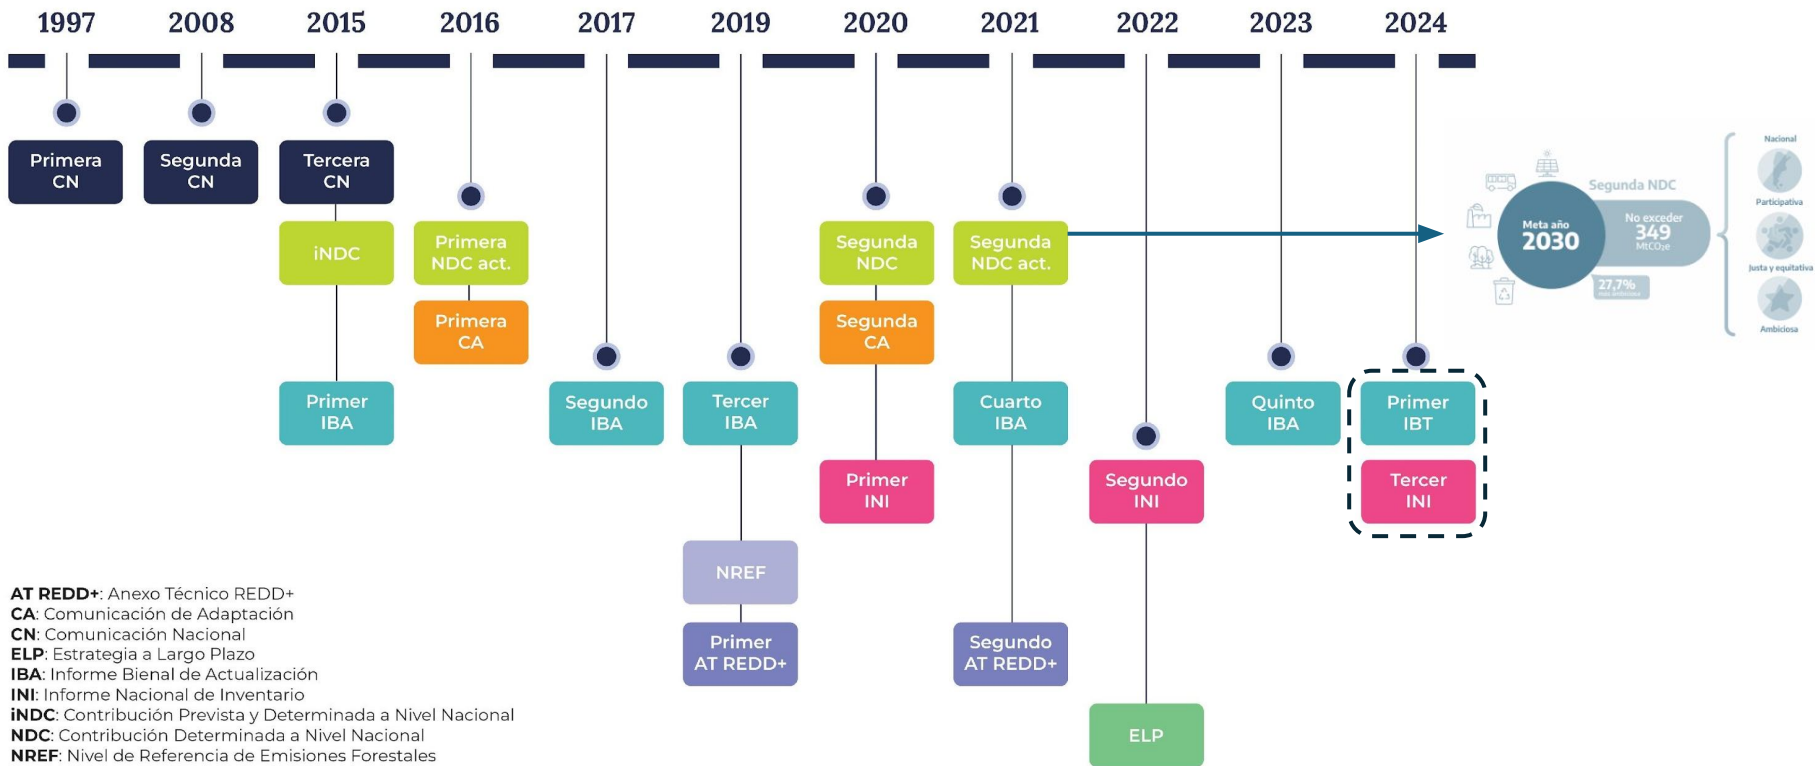 1997 2008 2015 2016 2017 2019 2020 2021 2022 2023 2024
Primera
CN
Segunda
CN
Tercera
CN
iNDC
Primer
IBA
Primera
NDC act.
Primera
CA
Segundo
IBA
Tercer
IBA
NREF
Primer
AT REDD+
Segunda
NDC
Segunda
CA
Primer
INI
Segunda
NDC act.
Cuarto
IBA
Segundo
AT REDD+
Segundo
INI
ELP
Quinto
IBA
Primer
IBT
Tercer
INI
Segunda NDC
Meta año
2030
No exceder
349
MtCO₂e
27,7%
más ambiciosa
Nacional
Participativa
Justa y equitativa
Ambiciosa
AT REDD+: Anexo Técnico REDD+
CA: Comunicación de Adaptación
CN: Comunicación Nacional
ELP: Estrategia a Largo Plazo
IBA: Informe Bienal de Actualización
INI: Informe Nacional de Inventario
iNDC: Contribución Prevista y Determinada a Nivel Nacional
NDC: Contribución Determinada a Nivel Nacional
NREF: Nivel de Referencia de Emisiones Forestales